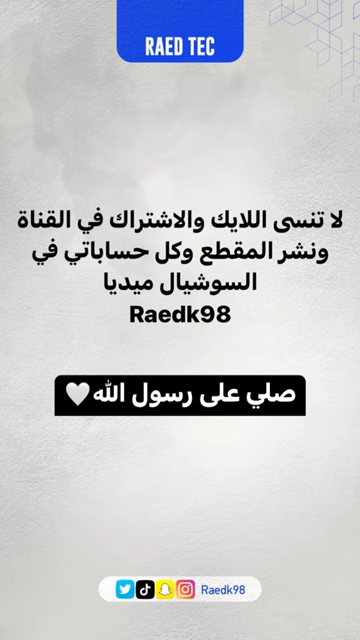 RAED TEC
لا تنسى اللايك والاشتراك في القناة
ونشر المقطع وكل حساباتي في
السوشيال ميديا
Raedk98
صلي على رسول الله🤍
Raedk98